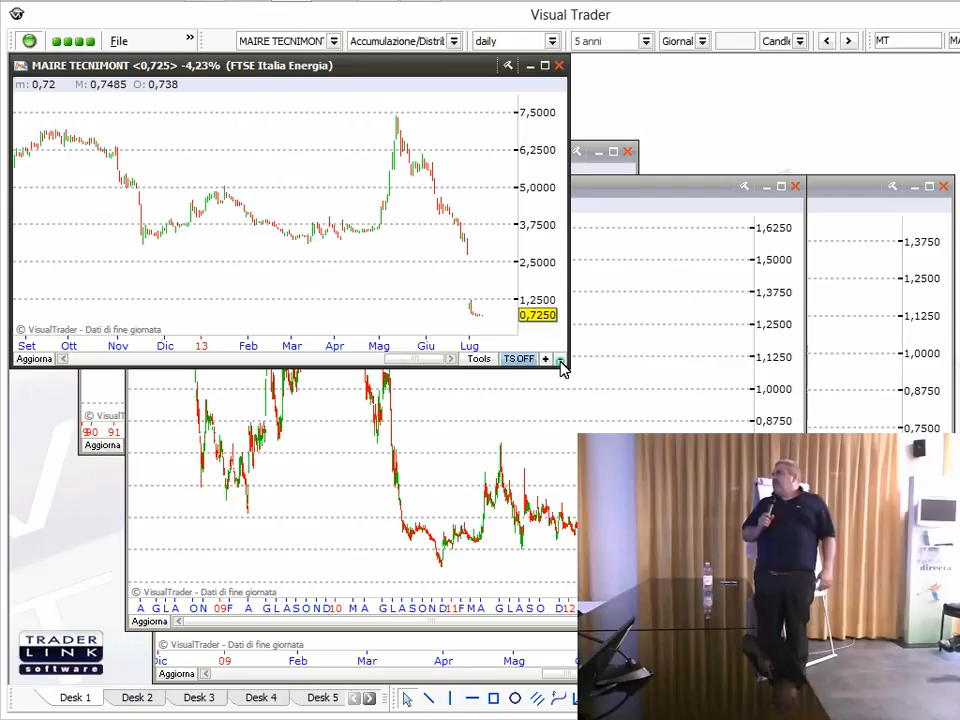 Visual Trader
File
»
MAIRE TECNIMONT
Accumulazione/Distrib
daily
5 anni
Giornal
Candle
MT
MAIRE TECNIMONT <0,725> -4,23% (FTSE Italia Energia)
m: 0,72 M: 0,7485 O: 0,738
7,5000
6,2500
5,0000
3,7500
2,5000
1,2500
0,7250
© VisualTrader - Dati di fine giornata
Set Ott Nov Dic 13 Feb Mar Apr Mag Giu Lug
Aggiorna
Tools
TS OFF
+
1,6250
1,5000
1,3750
1,2500
1,1250
1,0000
0,8750
1,3750
1,2500
1,1250
1,0000
0,8750
0,7500
© VisualT
90 91
Aggiorna
© VisualTrader - Dati di fine giornata
A G L A O N 09 F A G L A S O N D 10 M A G L A S O N D 11 F M A G L A S O N D 12
Aggiorna
© VisualTrader - Dati di fine giornata
Dic 09 Feb Mar Apr Mag
Aggiorna
TRADER
LINK
software
Desk 1 Desk 2 Desk 3 Desk 4 Desk 5
directa